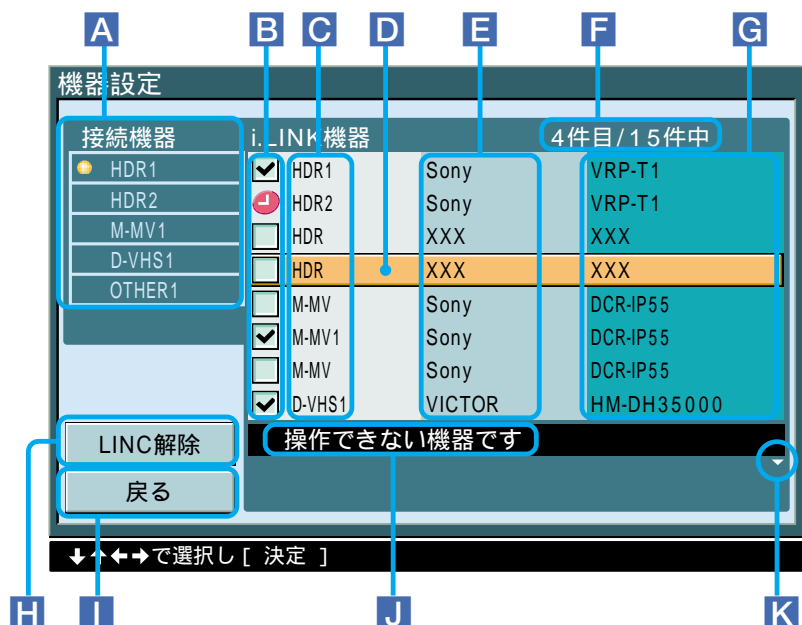 A B C D E F G
機器設定
接続機器
HDR1
HDR2
M-MV1
D-VHS1
OTHER1
i.LINK機器 4件目/15件中
HDR1 Sony VRP-T1
HDR2 Sony VRP-T1
HDR XXX XXX
HDR XXX XXX
M-MV Sony DCR-IP55
M-MV1 Sony DCR-IP55
M-MV Sony DCR-IP55
D-VHS1 VICTOR HM-DH35000
操作できない機器です
LINC解除
戻る
↓↑←→で選択し[ 決定 ]
H I J K